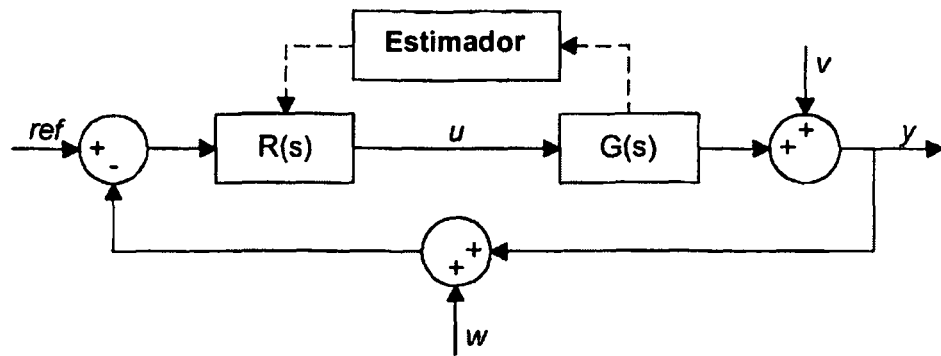 Estimador
v
ref
+
-
R(s)
u
G(s)
+
+
y
+
+
w